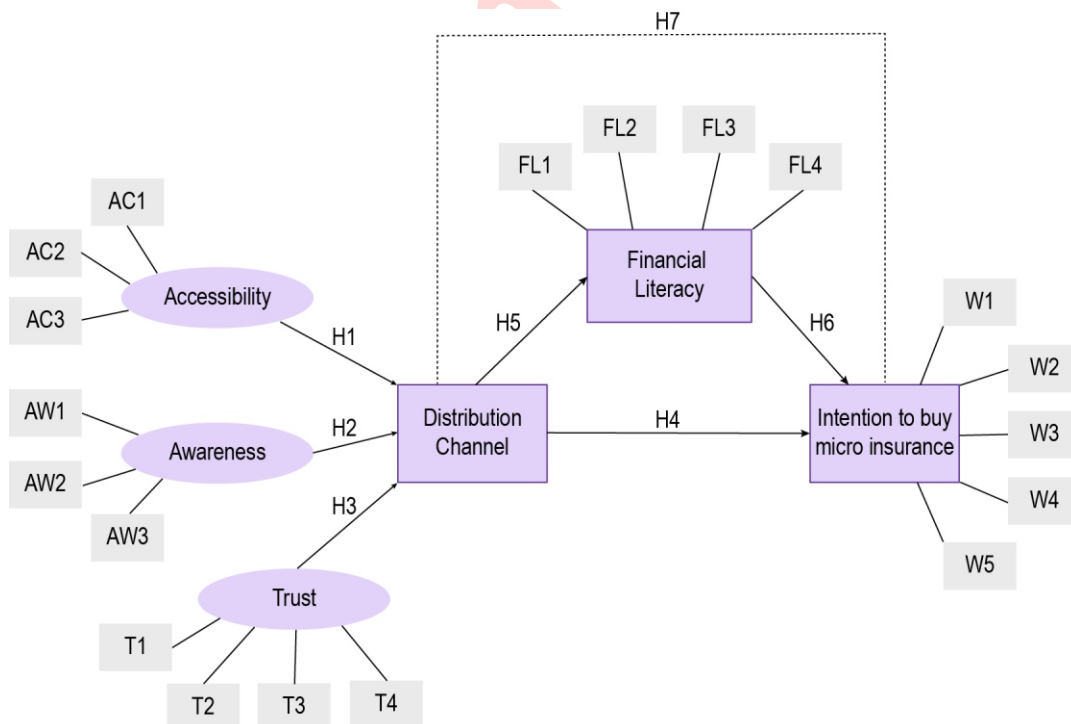 H7
FL1
FL2
FL3
FL4
Financial
Literacy
AC1
AC2
AC3
Accessibility
H1
H5
H6
AW1
AW2
AW3
Awareness
H2
Distribution
Channel
H4
Intention to buy
micro insurance
W1
W2
W3
W4
W5
H3
Trust
T1
T2
T3
T4